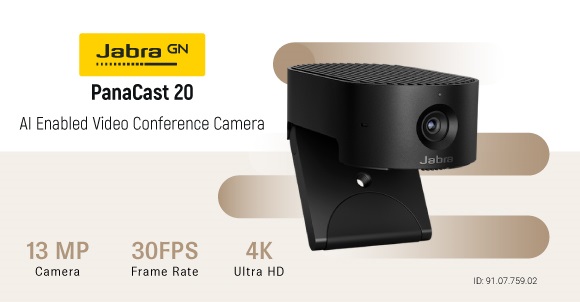 Jabra GN
PanaCast 20
AI Enabled Video Conference Camera
Jabra
13 MP
Camera
30FPS
Frame Rate
4K
Ultra HD
ID: 91.07.759.02